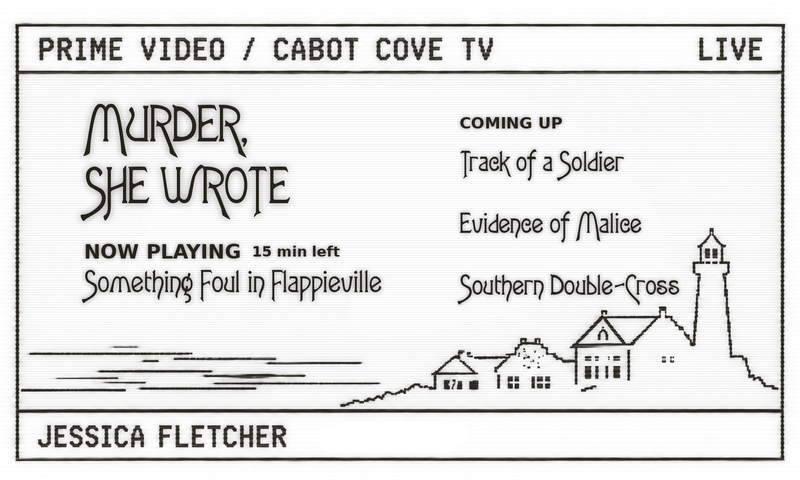 PRIME VIDEO / CABOT COVE TV LIVE
MURDER,
SHE WROTE
NOW PLAYING 15 min left
Something Foul in Flappieville
COMING UP
Track of a Soldier
Evidence of Malice
Southern Double-Cross
JESSICA FLETCHER